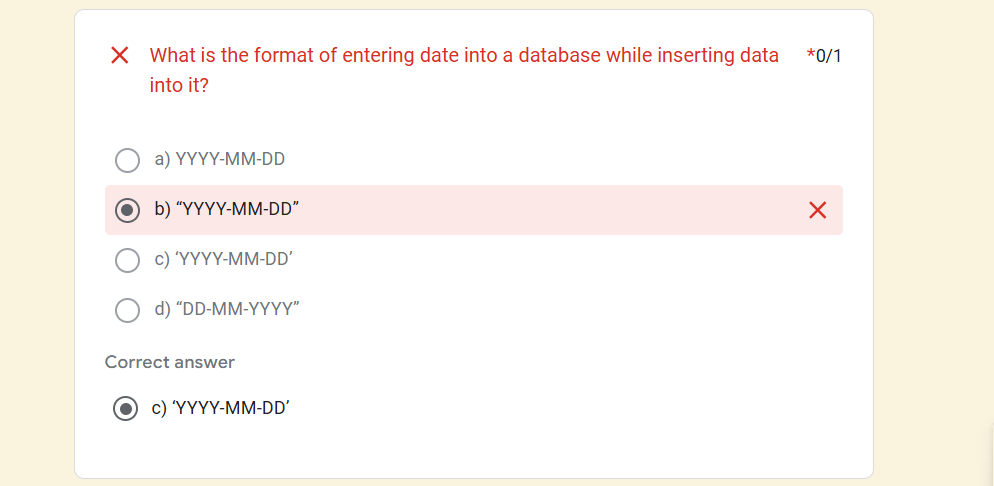 What is the format of entering date into a database while inserting data
*0/1
into it?
a) YYYY-MM-DD
b) “YYYY-MM-DD”
c) ‘YYYY-MM-DD’
d) “DD-MM-YYYY”
Correct answer
c) ‘YYYY-MM-DD’